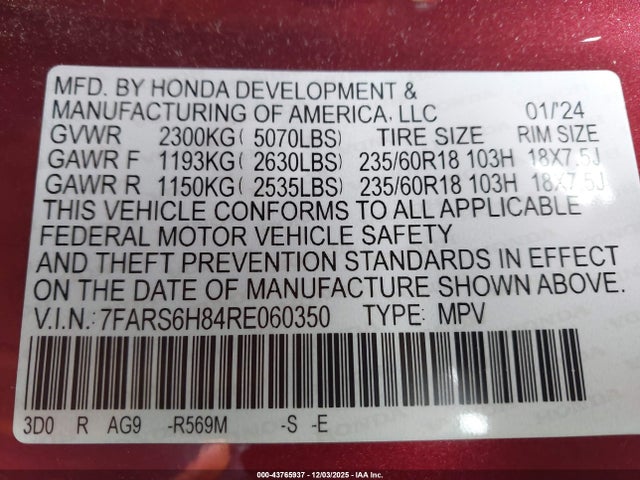 MFD. BY HONDA DEVELOPMENT &
MANUFACTURING OF AMERICA, LLC 01/'24
GVWR 2300KG( 5070LBS) TIRE SIZE RIM SIZE
GAWR F 1193KG( 2630LBS) 235/60R18 103H 18X7.5J
GAWR R 1150KG( 2535LBS) 235/60R18 103H 18X7.5J
THIS VEHICLE CONFORMS TO ALL APPLICABLE
FEDERAL MOTOR VEHICLE SAFETY
AND THEFT PREVENTION STANDARDS IN EFFECT
ON THE DATE OF MANUFACTURE SHOWN ABOVE.
V.I.N.: 7FARS6H84RE060350 TYPE: MPV
3D0 R AG9 -R569M -S -E
000-43765937 - 12/03/2025 - IAA Inc.